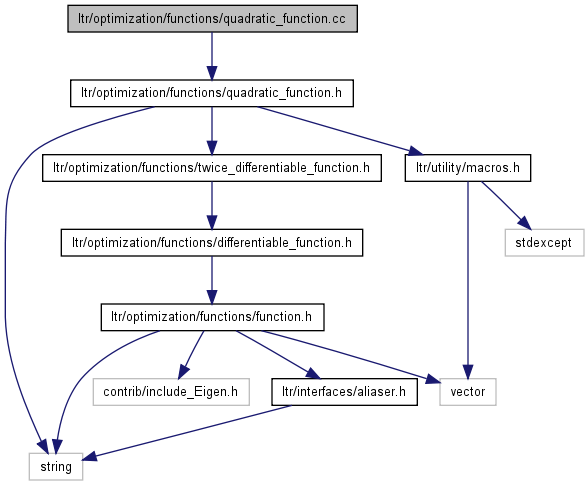 ltr/optimization/functions/quadratic_function.cc
ltr/optimization/functions/quadratic_function.h
ltr/optimization/functions/twice_differentiable_function.h
ltr/utility/macros.h
ltr/optimization/functions/differentiable_function.h
stdexcept
ltr/optimization/functions/function.h
contrib/include_Eigen.h
ltr/interfaces/aliaser.h
vector
string